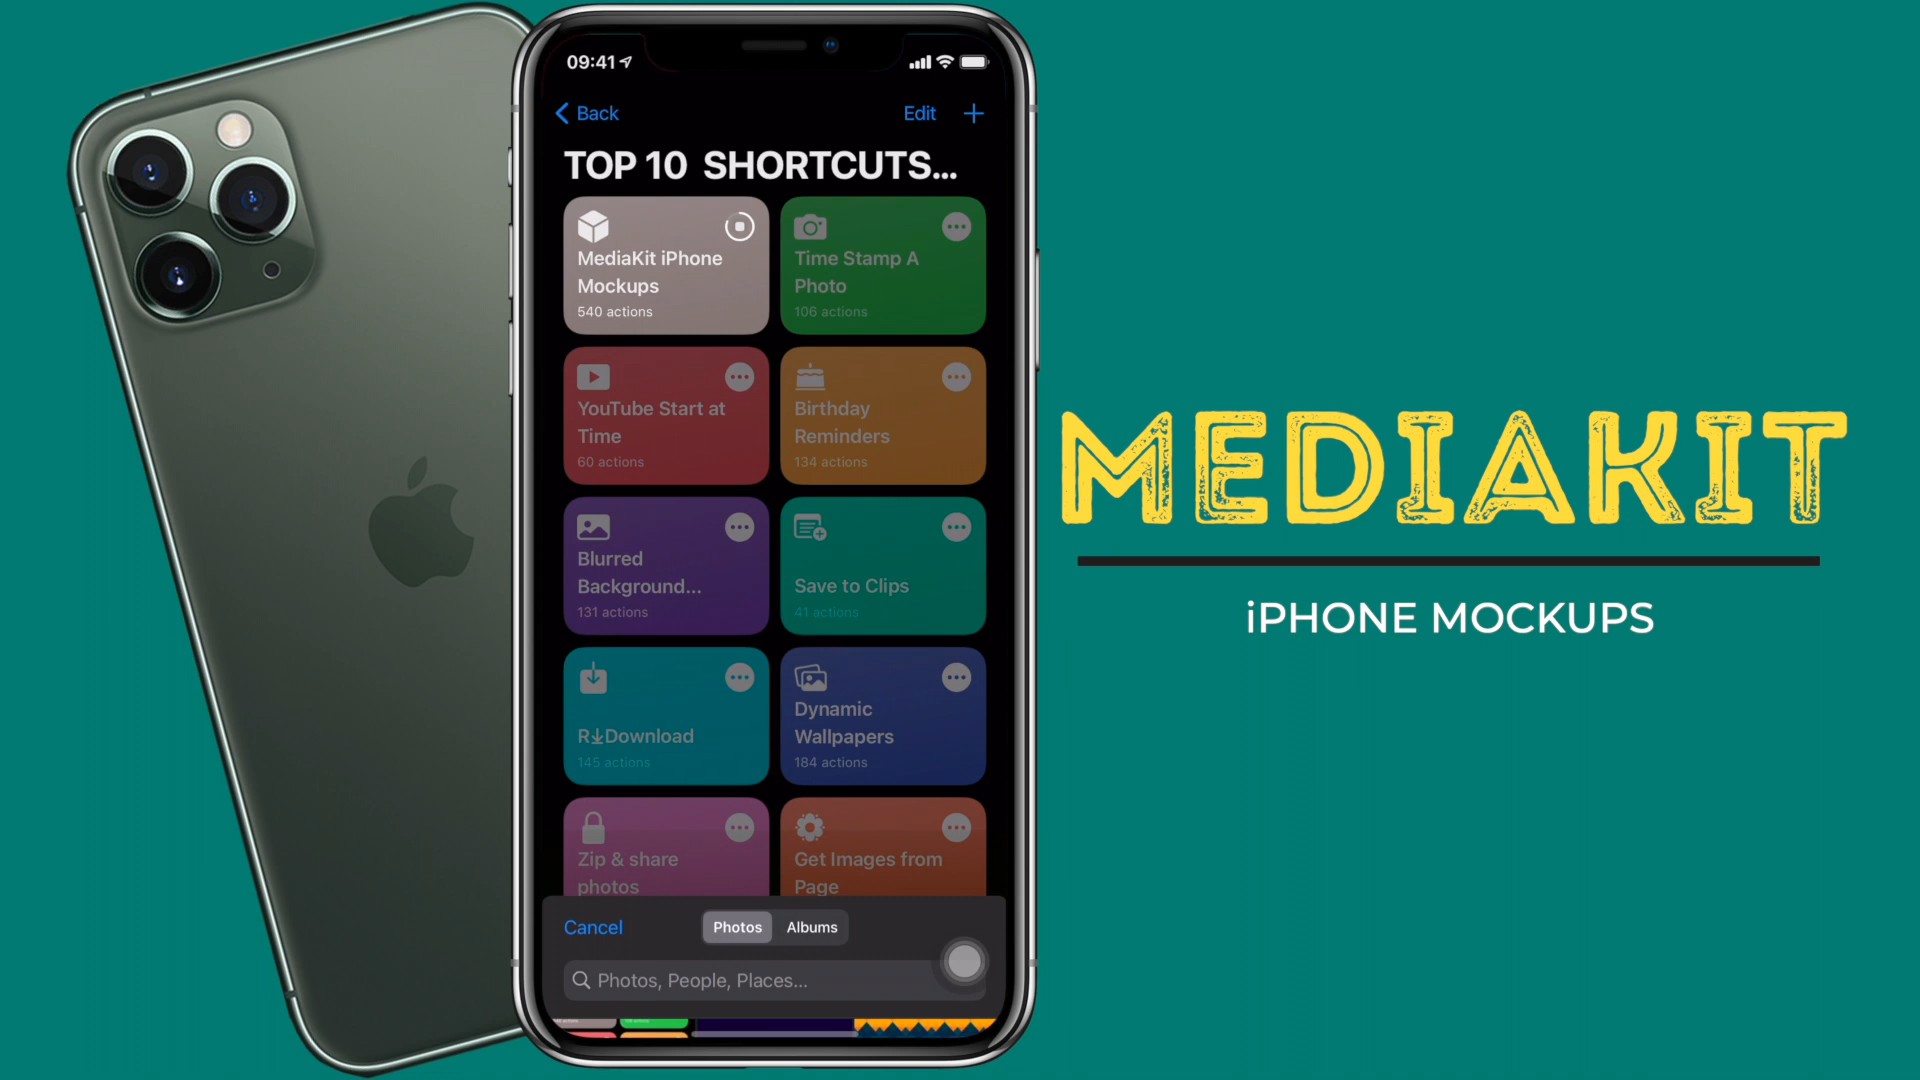 09:41
Back
Edit
TOP 10 SHORTCUTS...
MediaKit iPhone
Mockups
540 actions
Time Stamp A
Photo
106 actions
YouTube Start at
Time
60 actions
Birthday
Reminders
134 actions
Blurred
Background...
131 actions
Save to Clips
41 actions
R↓Download
145 actions
Dynamic
Wallpapers
184 actions
Zip & share
photos
Get Images from
Page
Cancel
Photos
Albums
Photos, People, Places...
MEDIAKIT
iPHONE MOCKUPS